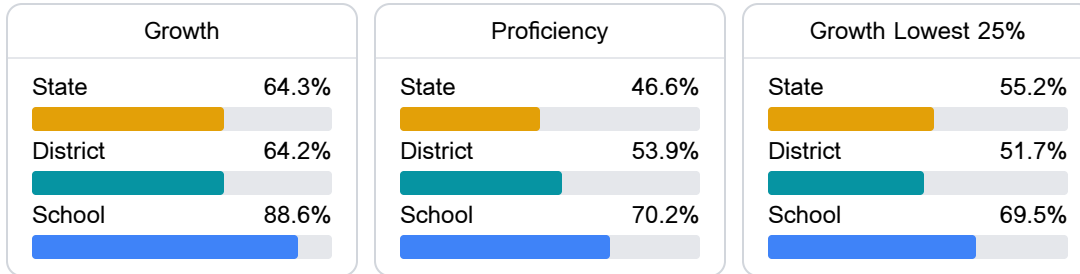 Growth
State 64.3%
District 64.2%
School 88.6%
Proficiency
State 46.6%
District 53.9%
School 70.2%
Growth Lowest 25%
State 55.2%
District 51.7%
School 69.5%